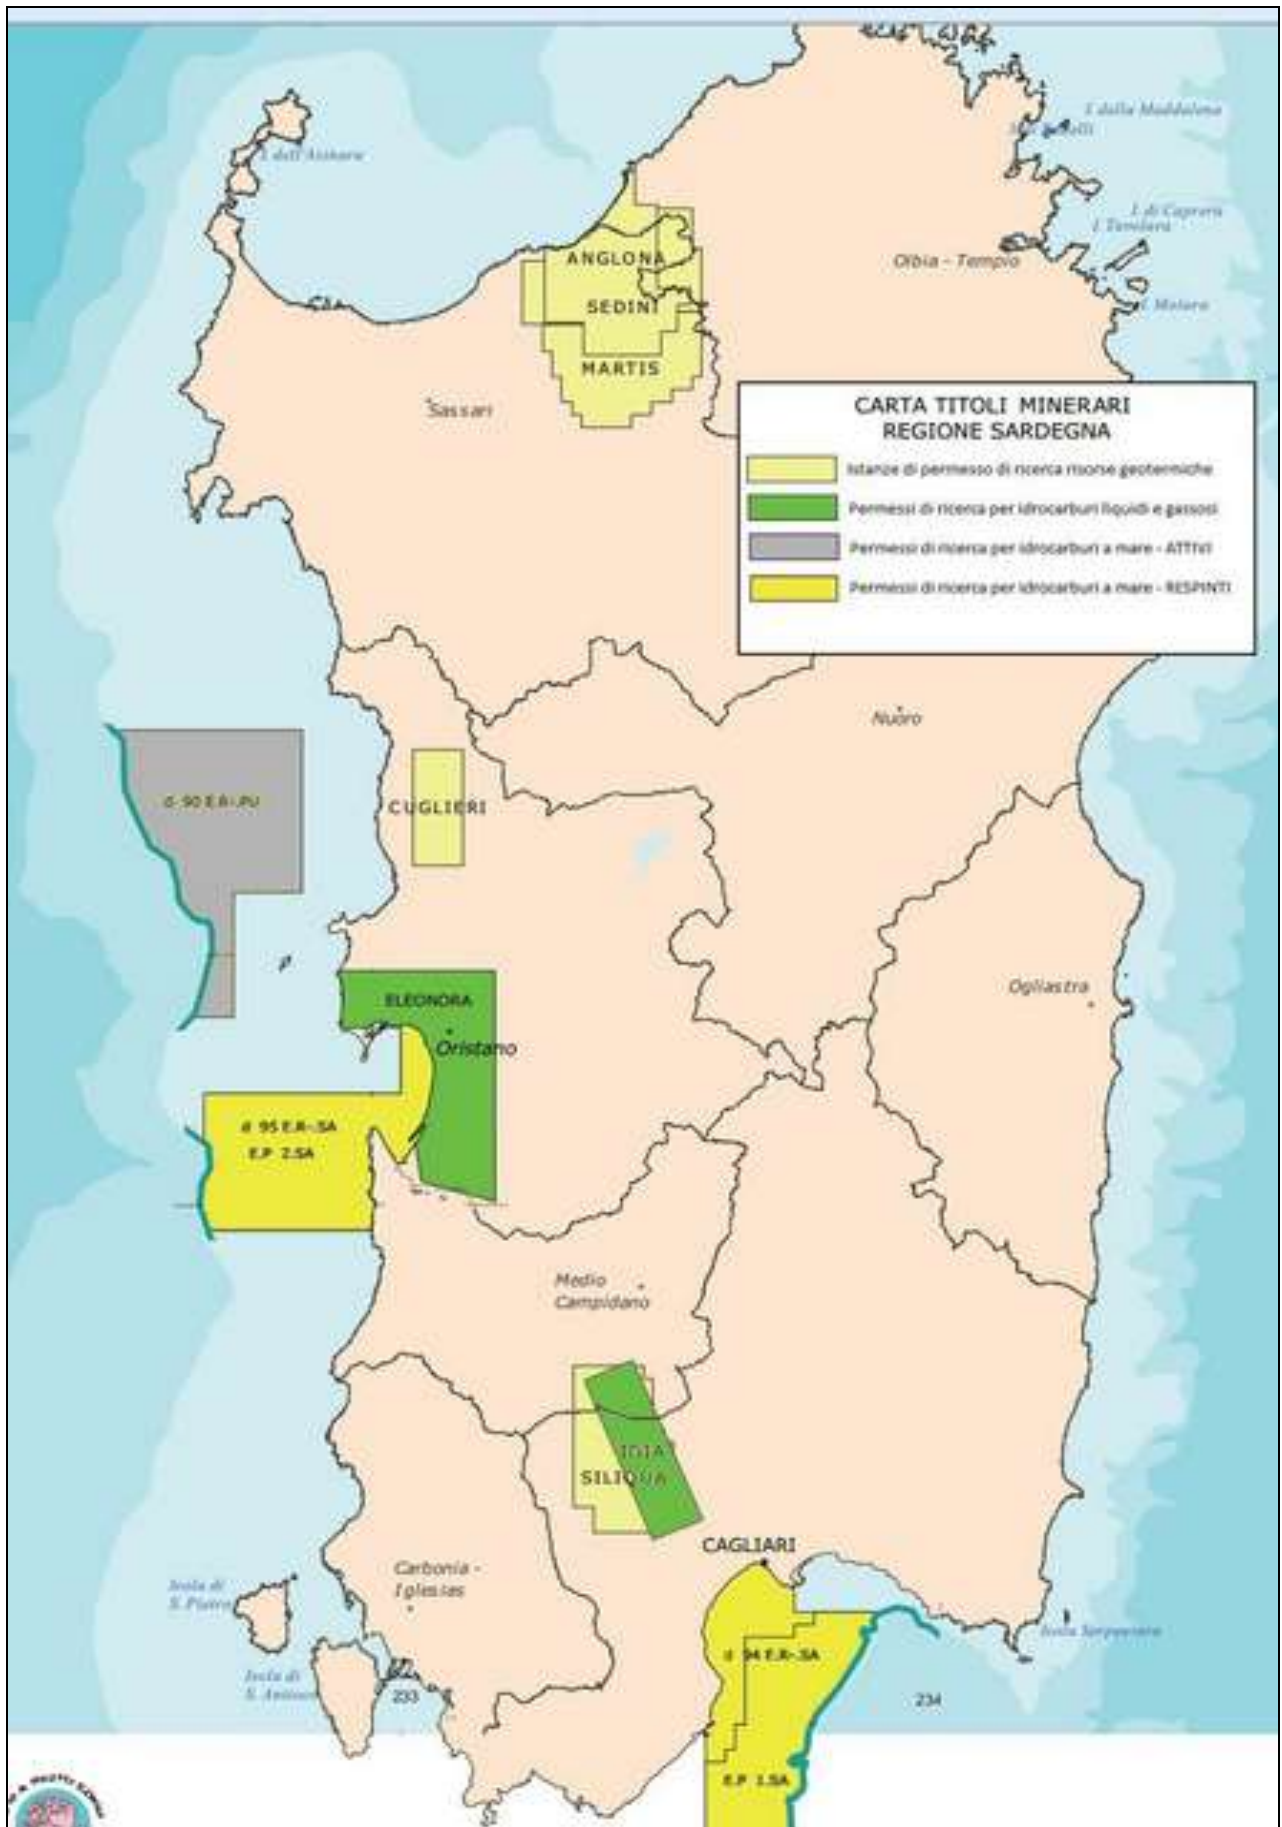 I. della Maddalena
I. dell'Asinara
I. di Caprera
I. Tavolara
ANGLONA
Olbia - Tempio
SEDINI
I. Molara
MARTIS
Sassari
CARTA TITOLI MINERARI
REGIONE SARDEGNA
Istanze di permesso di ricerca risorse geotermiche
Permessi di ricerca per idrocarburi liquidi e gassosi
Permessi di ricerca per idrocarburi a mare - ATTIVI
Permessi di ricerca per idrocarburi a mare - RESPINTI
Nuoro
d 90 E.R-.PU
CUGLIERI
Ogliastra
ELEONORA
Oristano
d 95 E.R-.SA
E.P 2.SA
Medio
Campidano
SILIQUA
CAGLIARI
Carbonia -
Iglesias
Isola di
S. Pietro
Isola Serpentara
d 94 E.R-.SA
Isola di
S. Antioco
233
234
E.P 1.SA